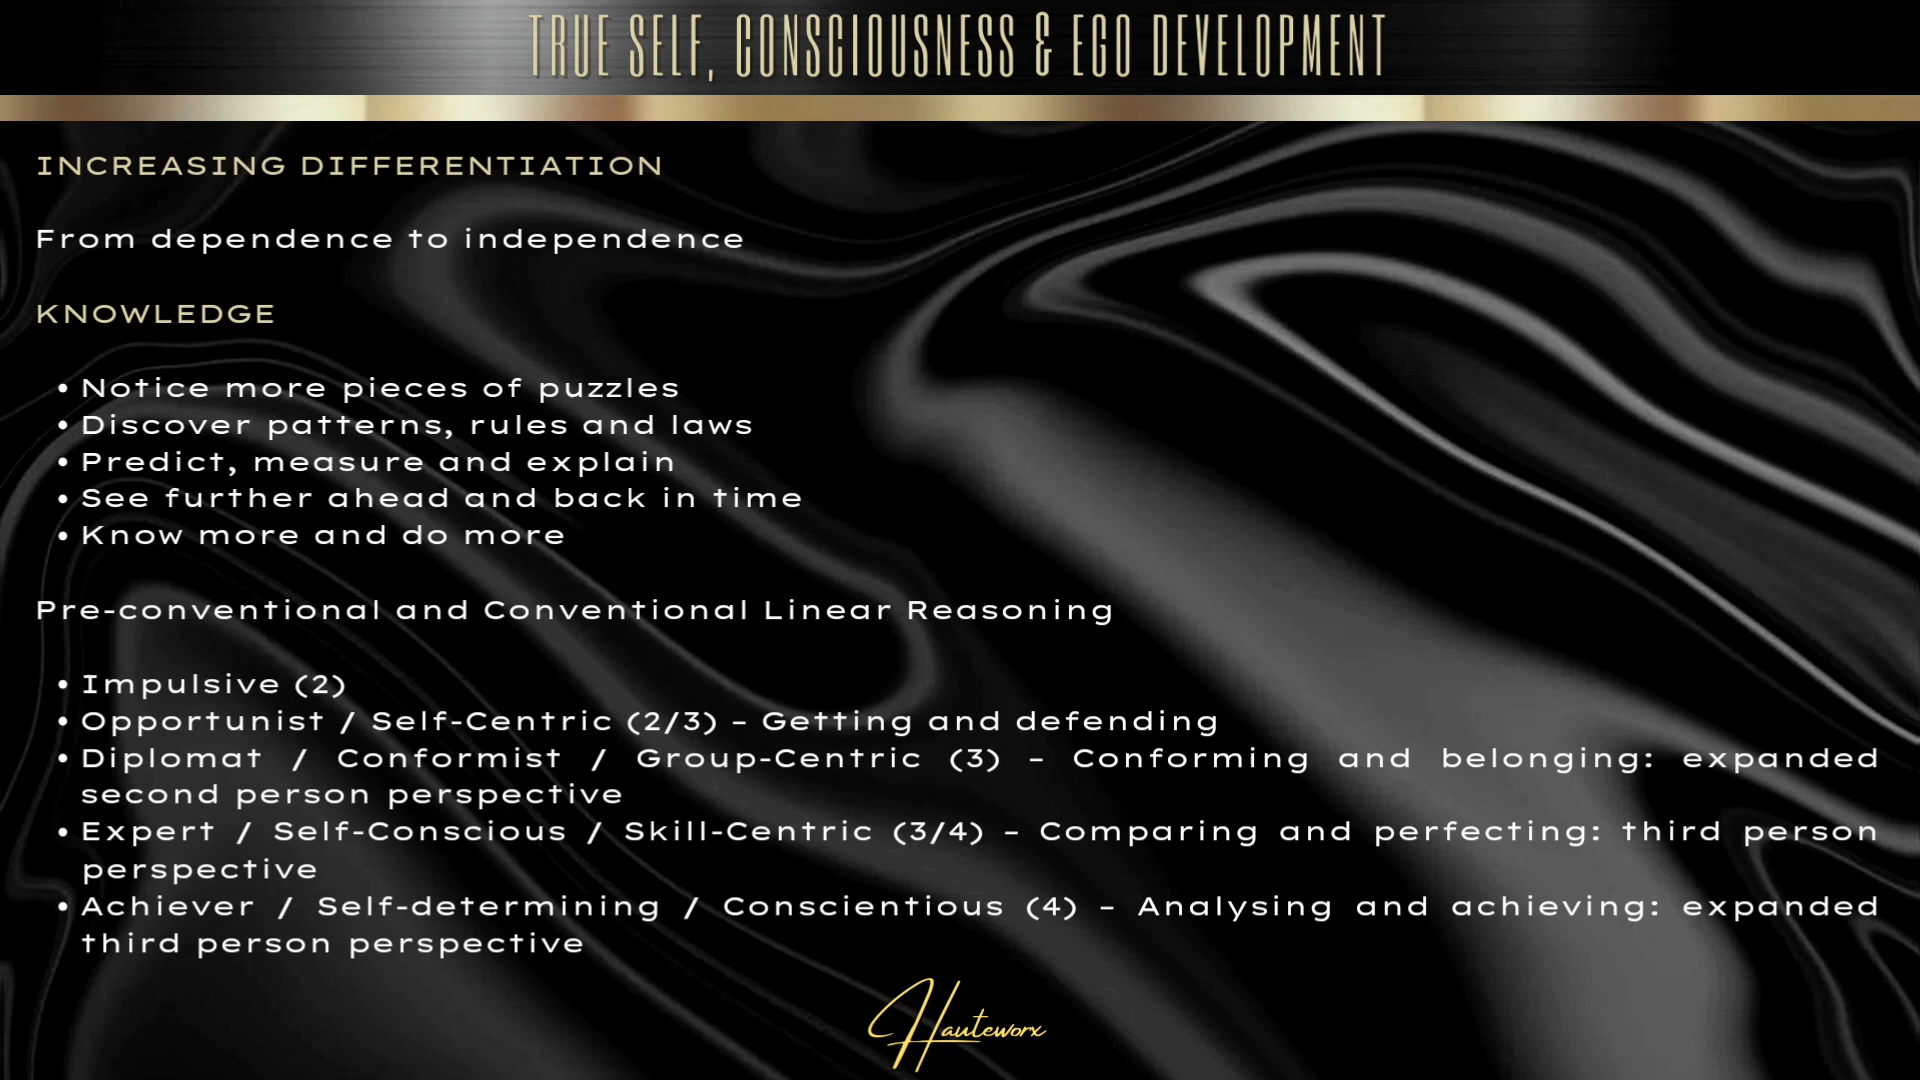 TRUE SELF, CONSCIOUSNESS & EGO DEVELOPMENT
INCREASING DIFFERENTIATION
From dependence to independence
KNOWLEDGE
• Notice more pieces of puzzles
• Discover patterns, rules and laws
• Predict, measure and explain
• See further ahead and back in time
• Know more and do more
Pre-conventional and Conventional Linear Reasoning
• Impulsive (2)
• Opportunist / Self-Centric (2/3) – Getting and defending
• Diplomat / Conformist / Group-Centric (3) – Conforming and belonging: expanded
second person perspective
• Expert / Self-Conscious / Skill-Centric (3/4) – Comparing and perfecting: third person
perspective
• Achiever / Self-determining / Conscientious (4) – Analysing and achieving: expanded
third person perspective
Hauteworx